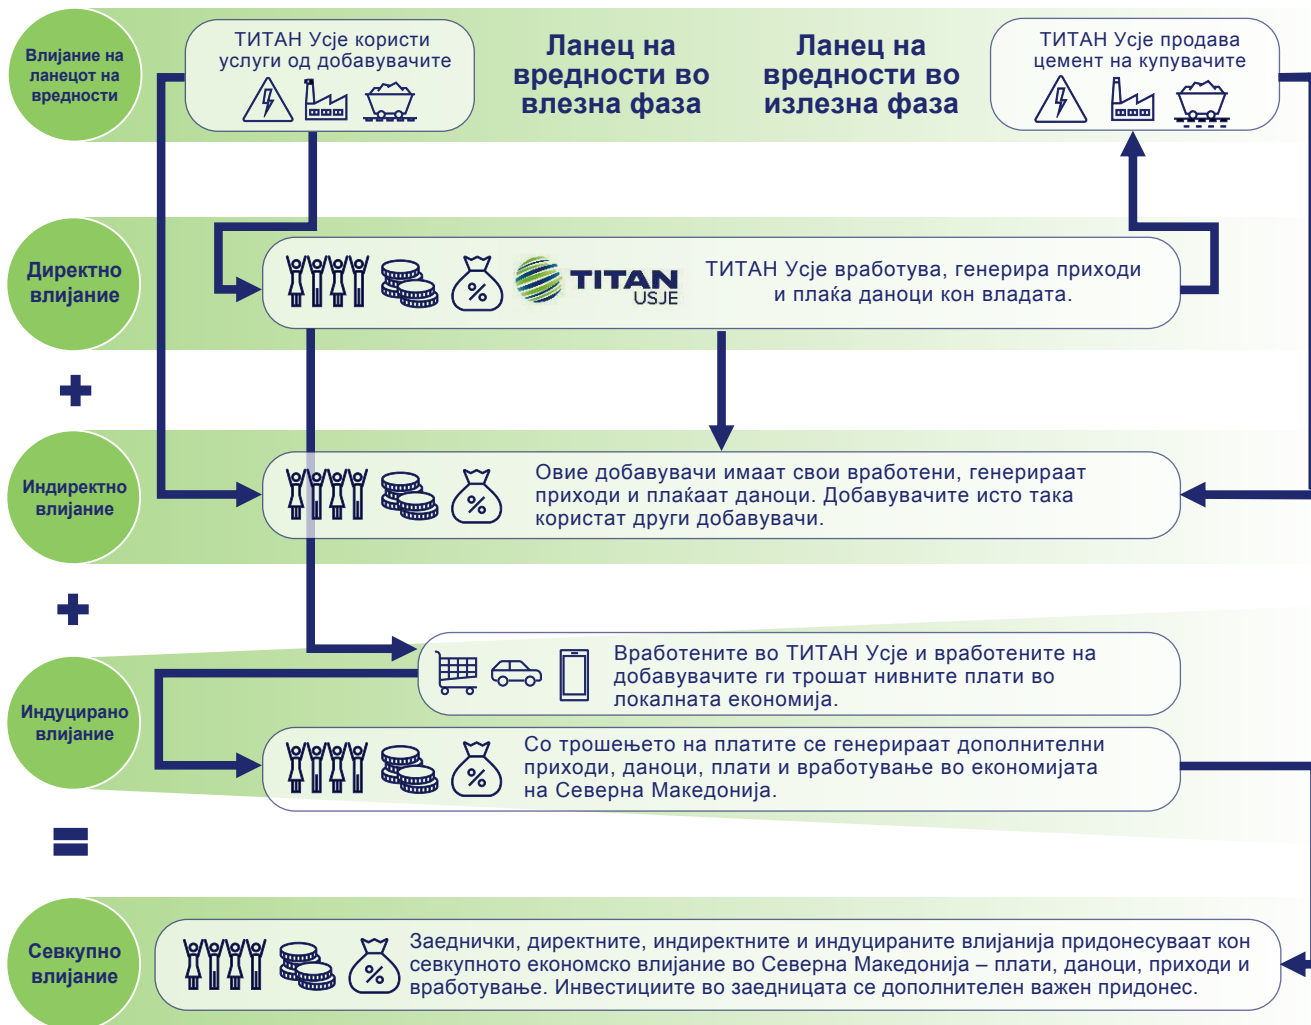 Влијание на
ланецот на
вредности
ТИТАН Усје користи
услуги од добавувачите
Ланец на
вредности во
влезна фаза
Ланец на
вредности во
излезна фаза
ТИТАН Усје продава
цемент на купувачите
Директно
влијание
%
TITAN
USJE
ТИТАН Усје вработува, генерира приходи
и плаќа даноци кон владата.
+
Индиректно
влијание
%
Овие добавувачи имаат свои вработени, генерираат
приходи и плаќаат даноци. Добавувачите исто така
користат други добавувачи.
+
Индуцирано
влијание
Вработените во ТИТАН Усје и вработените на
добавувачите ги трошат нивните плати во
локалната економија.
%
Со трошењето на платите се генерираат дополнителни
приходи, даноци, плати и вработување во економијата
на Северна Македонија.
=
Севкупно
влијание
%
Заеднички, директните, индиректните и индуцираните влијанија придонесуваат кон
севкупното економско влијание во Северна Македонија – плати, даноци, приходи и
вработување. Инвестициите во заедницата се дополнителен важен придонес.